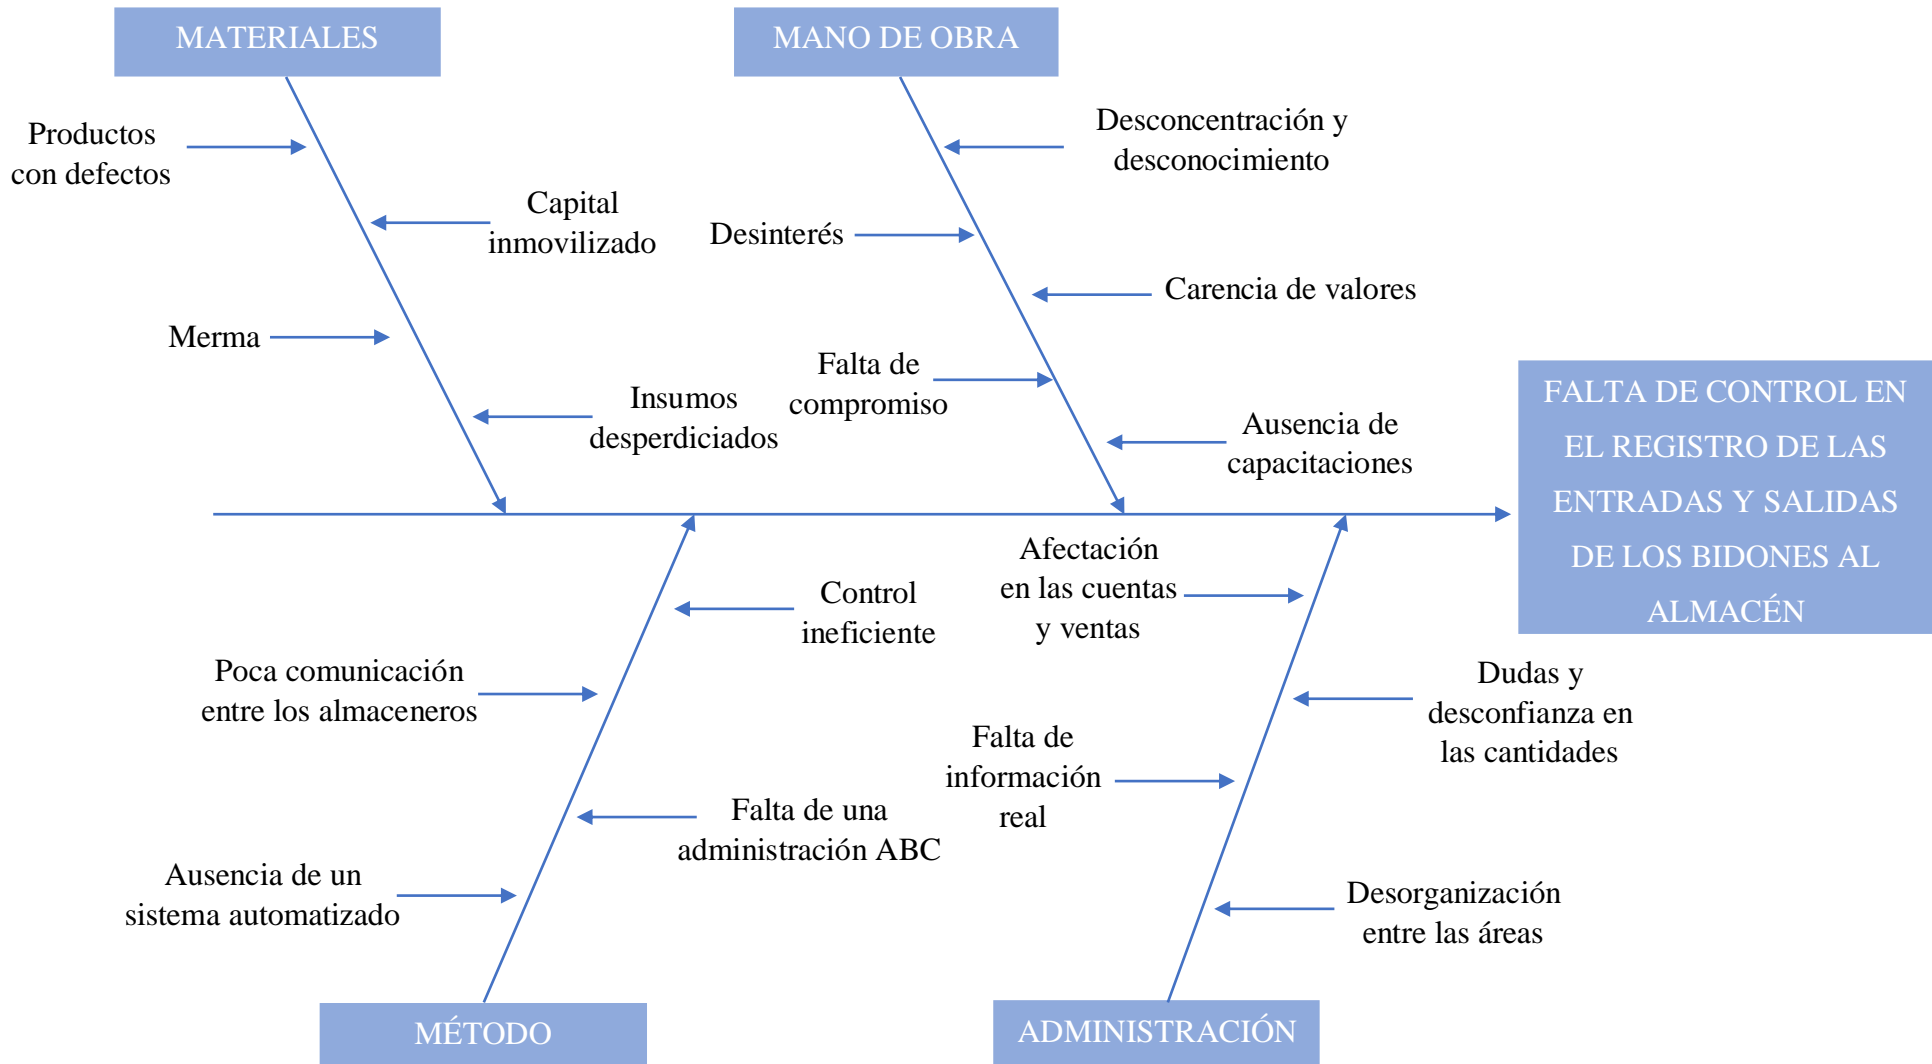 MATERIALES
MANO DE OBRA
Productos
con defectos
Capital
inmovilizado
Merma
Insumos
desperdiciados
Desconcentración y
desconocimiento
Desinterés
Carencia de valores
Falta de
compromiso
Ausencia de
capacitaciones
FALTA DE CONTROL EN
EL REGISTRO DE LAS
ENTRADAS Y SALIDAS
DE LOS BIDONES AL
ALMACÉN
Control
ineficiente
Poca comunicación
entre los almaceneros
Falta de una
administración ABC
Ausencia de un
sistema automatizado
Afectación
en las cuentas
y ventas
Dudas y
desconfianza en
las cantidades
Falta de
información
real
Desorganización
entre las áreas
MÉTODO
ADMINISTRACIÓN